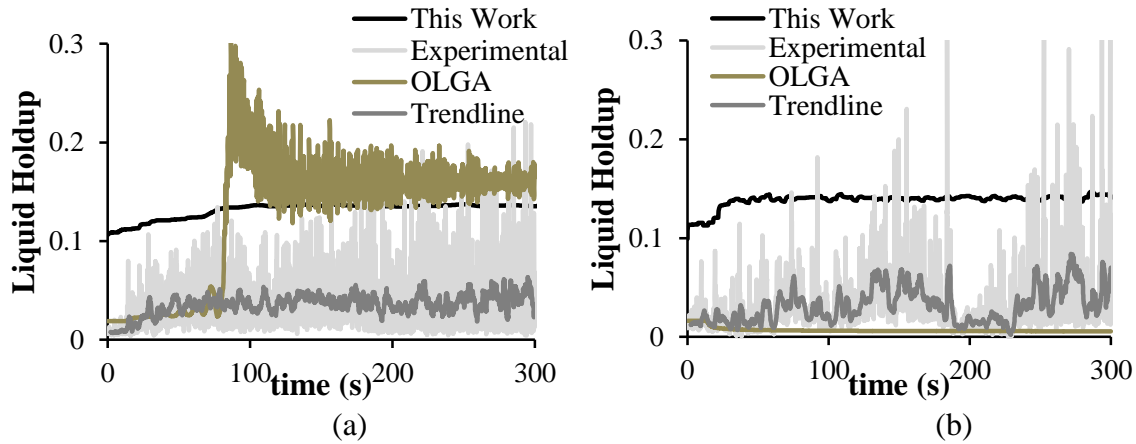 This Work
Experimental
OLGA
Trendline
Liquid Holdup
0.3
0.2
0.1
0
0
100
200
300
time (s)
(a)
This Work
Experimental
OLGA
Trendline
Liquid Holdup
0.3
0.2
0.1
0
0
100
200
300
time (s)
(b)